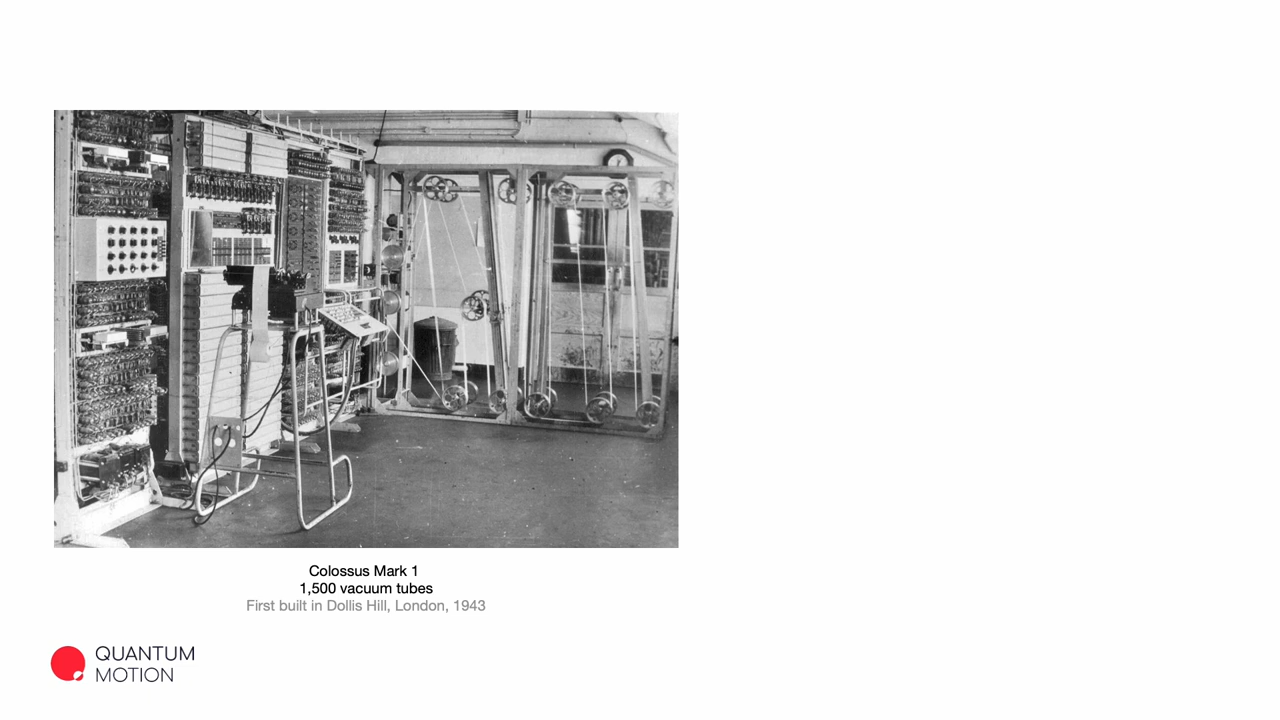 Colossus Mark 1
1,500 vacuum tubes
First built in Dollis Hill, London, 1943
QUANTUM
MOTION